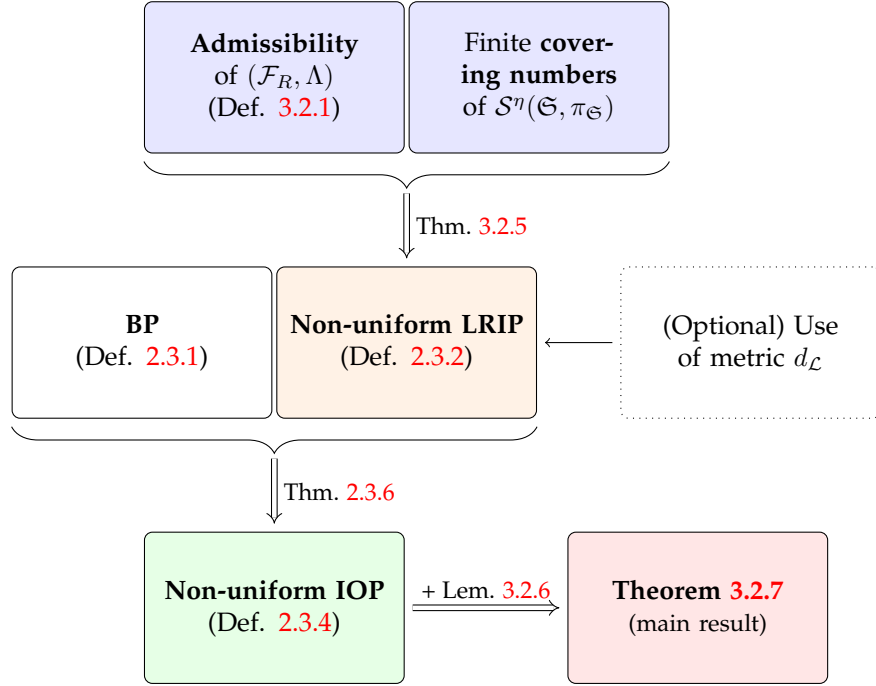 Admissibility
of (𝓕_R, Λ)
(Def. 3.2.1)
Finite cover-
ing numbers
of 𝒮^η(𝔖, π_𝔖)
Thm. 3.2.5
BP
(Def. 2.3.1)
Non-uniform LRIP
(Def. 2.3.2)
(Optional) Use
of metric d_ℒ
Thm. 2.3.6
Non-uniform IOP
(Def. 2.3.4)
+ Lem. 3.2.6
Theorem 3.2.7
(main result)